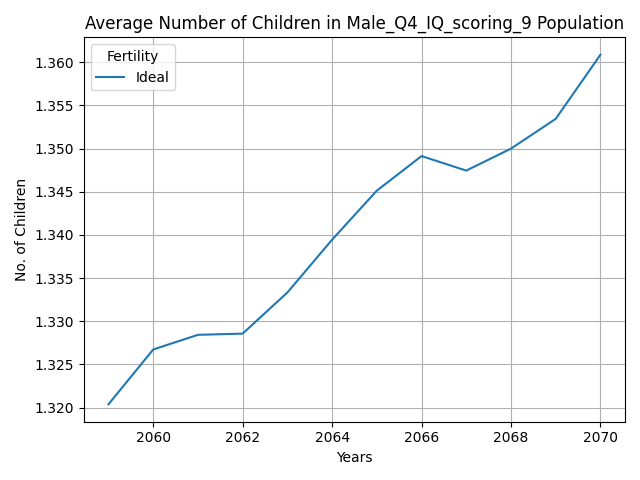 Average Number of Children in Male_Q4_IQ_scoring_9 Population
Fertility
Ideal
1.360
1.355
1.350
1.345
1.340
1.335
1.330
1.325
1.320
No. of Children
2060 2062 2064 2066 2068 2070
Years